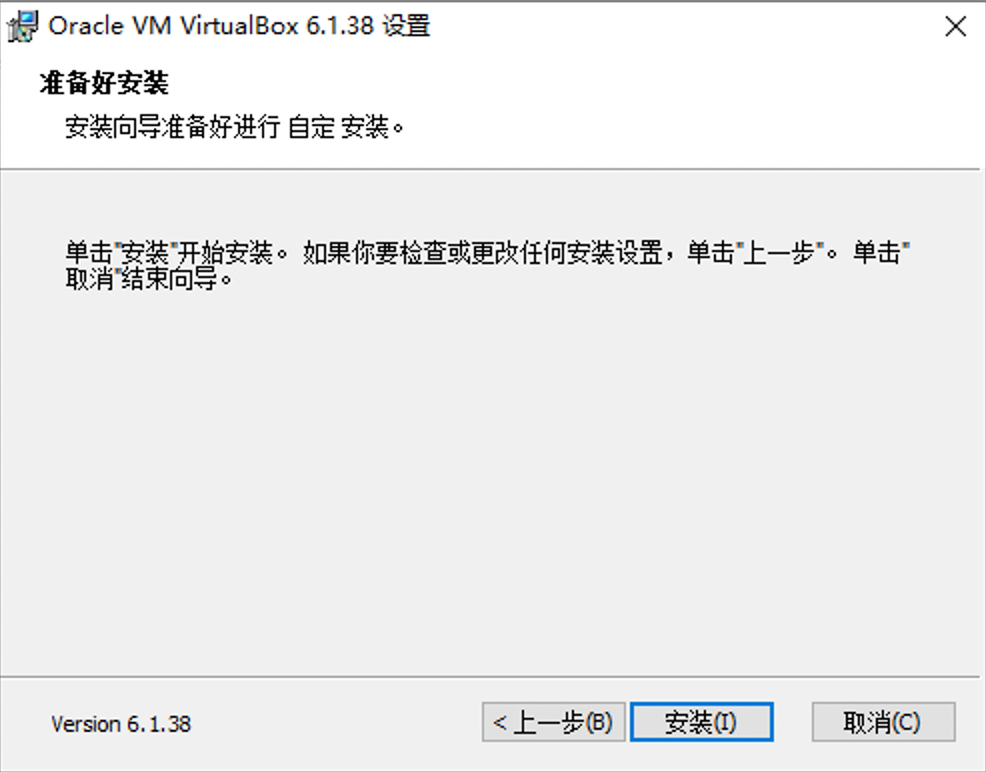 Oracle VM VirtualBox 6.1.38 设置
准备好安装
安装向导准备好进行 自定 安装。
单击"安装"开始安装。 如果你要检查或更改任何安装设置，单击"上一步"。 单击"
取消"结束向导。
Version 6.1.38 < 上一步(B) 安装(I) 取消(C)